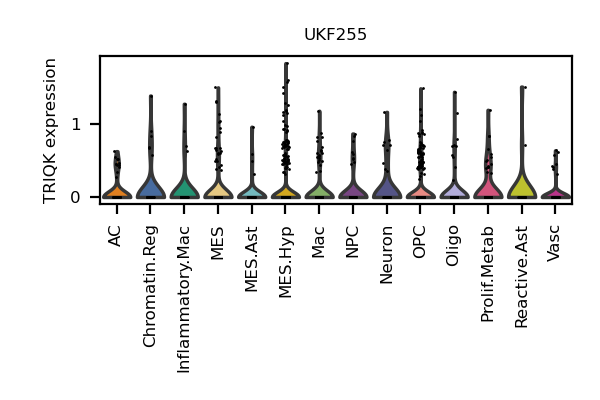 UKF255
TRIQK expression
1
0
AC
Chromatin.Reg
Inflammatory.Mac
MES
MES.Ast
MES.Hyp
Mac
NPC
Neuron
OPC
Oligo
Prolif.Metab
Reactive.Ast
Vasc